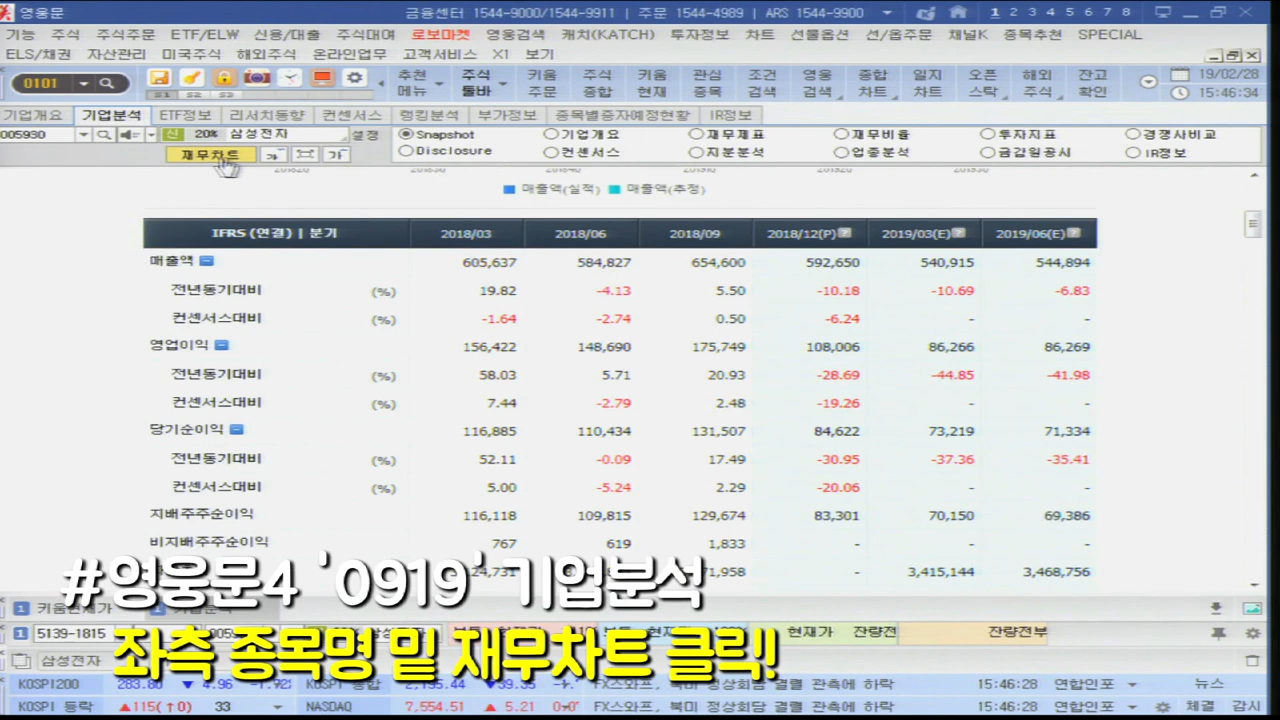 영웅문 금융센터 1544-9000/1544-9911 | 주문 1544-4989 | ARS 1544-9900 1 2 3 4 5 6 7 8
기능 주식 주식주문 ETF/ELW 신용/대출 주식대여 로보마켓 영웅검색 캐치(KATCH) 투자정보 차트 선물옵션 선/옵주문 채널K 종목추천 SPECIAL
ELS/채권 자산관리 미국주식 해외주식 온라인업무 고객서비스 X1 보기
0101 추천 주식 키움 주식 키움 관심 조건 영웅 종합 일지 오픈 해외 잔고 19/02/28
S1 S2 S3 메뉴 툴바 주문 종합 현재 종목 검색 검색 차트 차트 스탁 주식 확인 15:46:34
기업개요 기업분석 ETF정보 리서치동향 컨센서스 랭킹분석 부가정보 종목별증자예정현황 IR정보
005930 신 20% 삼성전자 설정 Snapshot 기업개요 재무제표 재무비율 투자지표 경쟁사비교
재무차트 가 가 Disclosure 컨센서스 지분분석 업종분석 금감원공시 IR정보
매출액(실적) 매출액(추정)
IFRS (연결) | 분기 2018/03 2018/06 2018/09 2018/12(P) 2019/03(E) 2019/06(E)
매출액 605,637 584,827 654,600 592,650 540,915 544,894
전년동기대비 (%) 19.82 -4.13 5.50 -10.18 -10.69 -6.83
컨센서스대비 (%) -1.64 -2.74 0.50 -6.24 - -
영업이익 156,422 148,690 175,749 108,006 86,266 86,269
전년동기대비 (%) 58.03 5.71 20.93 -28.69 -44.85 -41.98
컨센서스대비 (%) 7.44 -2.79 2.48 -19.26 - -
당기순이익 116,885 110,434 131,507 84,622 73,219 71,334
전년동기대비 (%) 52.11 -0.09 17.49 -30.95 -37.36 -35.41
컨센서스대비 (%) 5.00 -5.24 2.29 -20.06 - -
지배주주순이익 116,118 109,815 129,674 83,301 70,150 69,386
비지배주주순이익 767 619 1,833 - - -
- 3,415,144 3,468,756
#영웅문4 '0919' 기업분석
1 5139-1815 현재가 잔량전 잔량전부
좌측 종목명 밑 재무차트 클릭!
삼성전자
KOSPI200 283.80 ▼ 4.96 2,195.44 ▼39.35 FX스와프, 북미 정상회담 결렬 관측에 하락 15:46:28 연합인포 뉴스
KOSPI 등락 ▲115(↑0) 33 NASDAQ 7,554.51 ▲ 5.21 FX스와프, 북미 정상회담 결렬 관측에 하락 15:46:28 연합인포 체결 감시